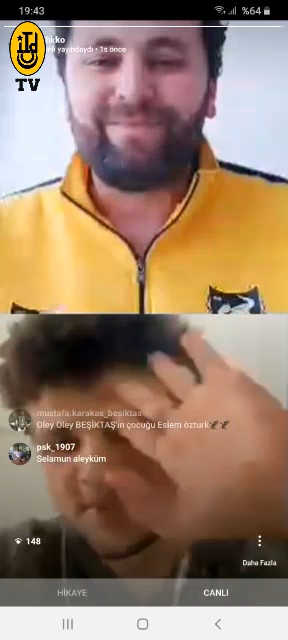 19:43
%64
hkko
yayındaydı • 1s önce
TV
mustafa.karakas_besiktas
Oley Oley BEŞİKTAŞ'ın çocuğu Eslem özturk
psk_1907
Selamun aleyküm
148
Daha Fazla
HİKAYE
CANLI